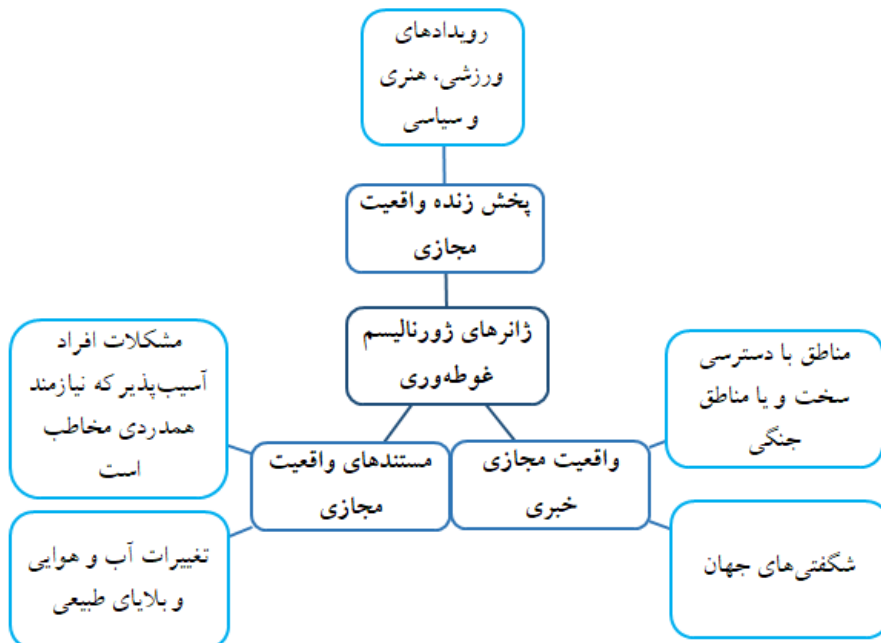 رویدادهای
ورزشی، هنری
و سیاسی
پخش زنده واقعیت
مجازی
ژانرهای ژورنالیسم
غوطه‌وری
مناطق با دسترسی
سخت و یا مناطق
جنگی
مشکلات افراد
آسیب‌پذیر که نیازمند
همدردی مخاطب
است
واقعیت مجازی
خبری
مستندهای واقعیت
مجازی
شگفتی‌های جهان
تغییرات آب و هوایی
و بلایای طبیعی